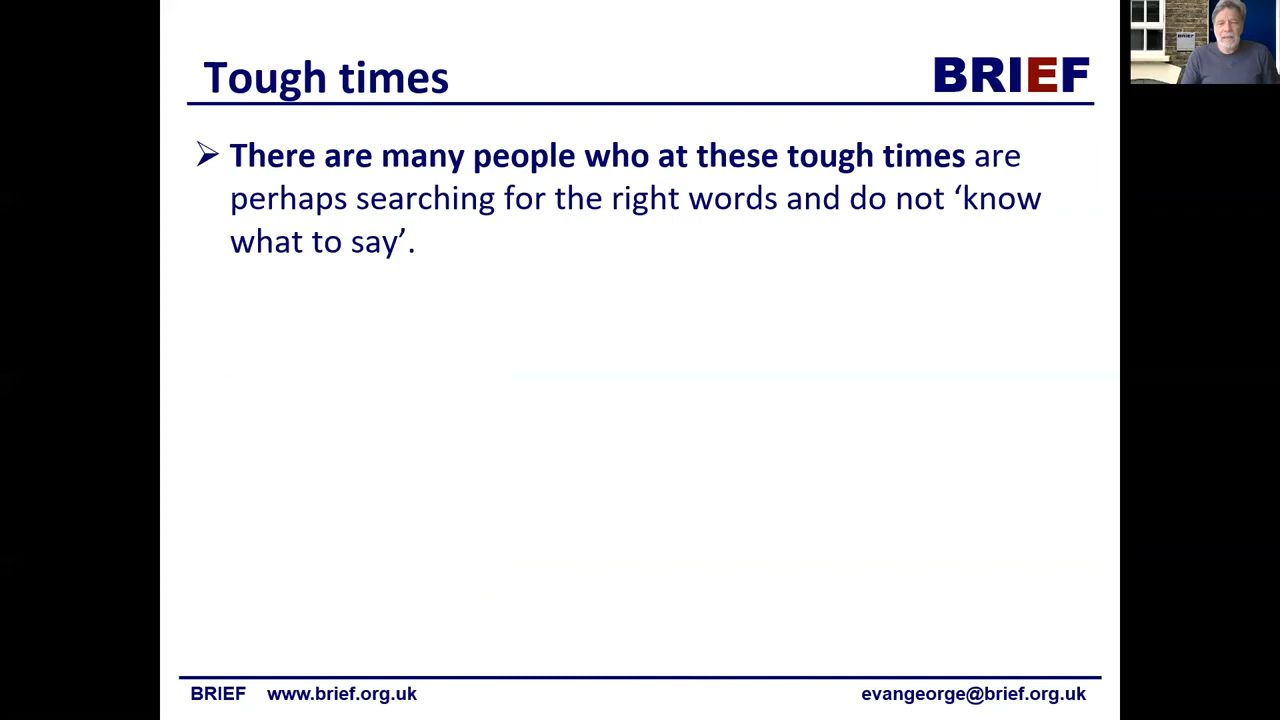 Tough times
BRIEF
There are many people who at these tough times are
perhaps searching for the right words and do not ‘know
what to say’.
BRIEF www.brief.org.uk
evangeorge@brief.org.uk
BRIEF